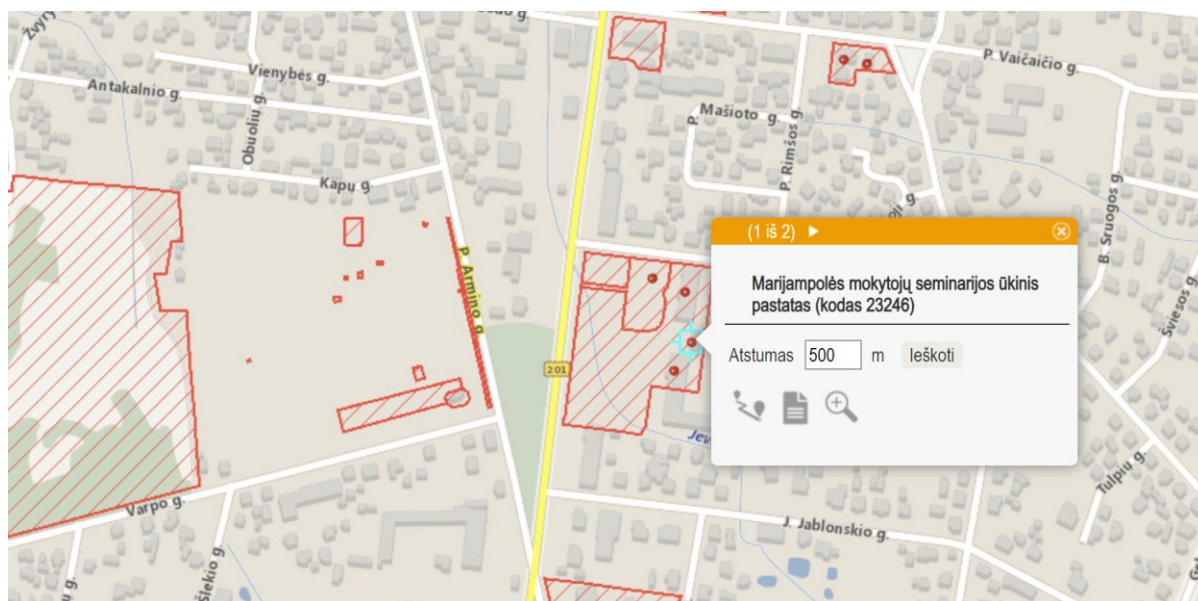 Vienybės g.
Antakalnio g.
Obuolių g.
Kapų g.
P. Armino g.
201
Varpo g.
P. Vaičaičio g.
P. Mašioto g.
P. Rimšos g.
B. Sruogos g.
Šviesos g.
Tulpių g.
J. Jablonskio g.
(1 iš 2)
Marijampolės mokytojų seminarijos ūkinis
pastatas (kodas 23246)
Atstumas 500 m Ieškoti